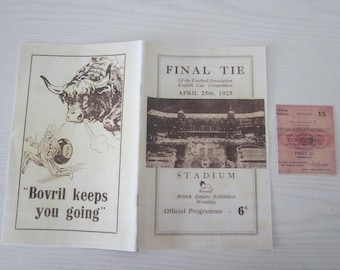 "Bovril keeps
you going"
FINAL TIE
Of the Football Association
English Cup Competition
APRIL 25th, 1925
STADIUM
British Empire Exhibition
Wembley
Official Programme · 6D
13